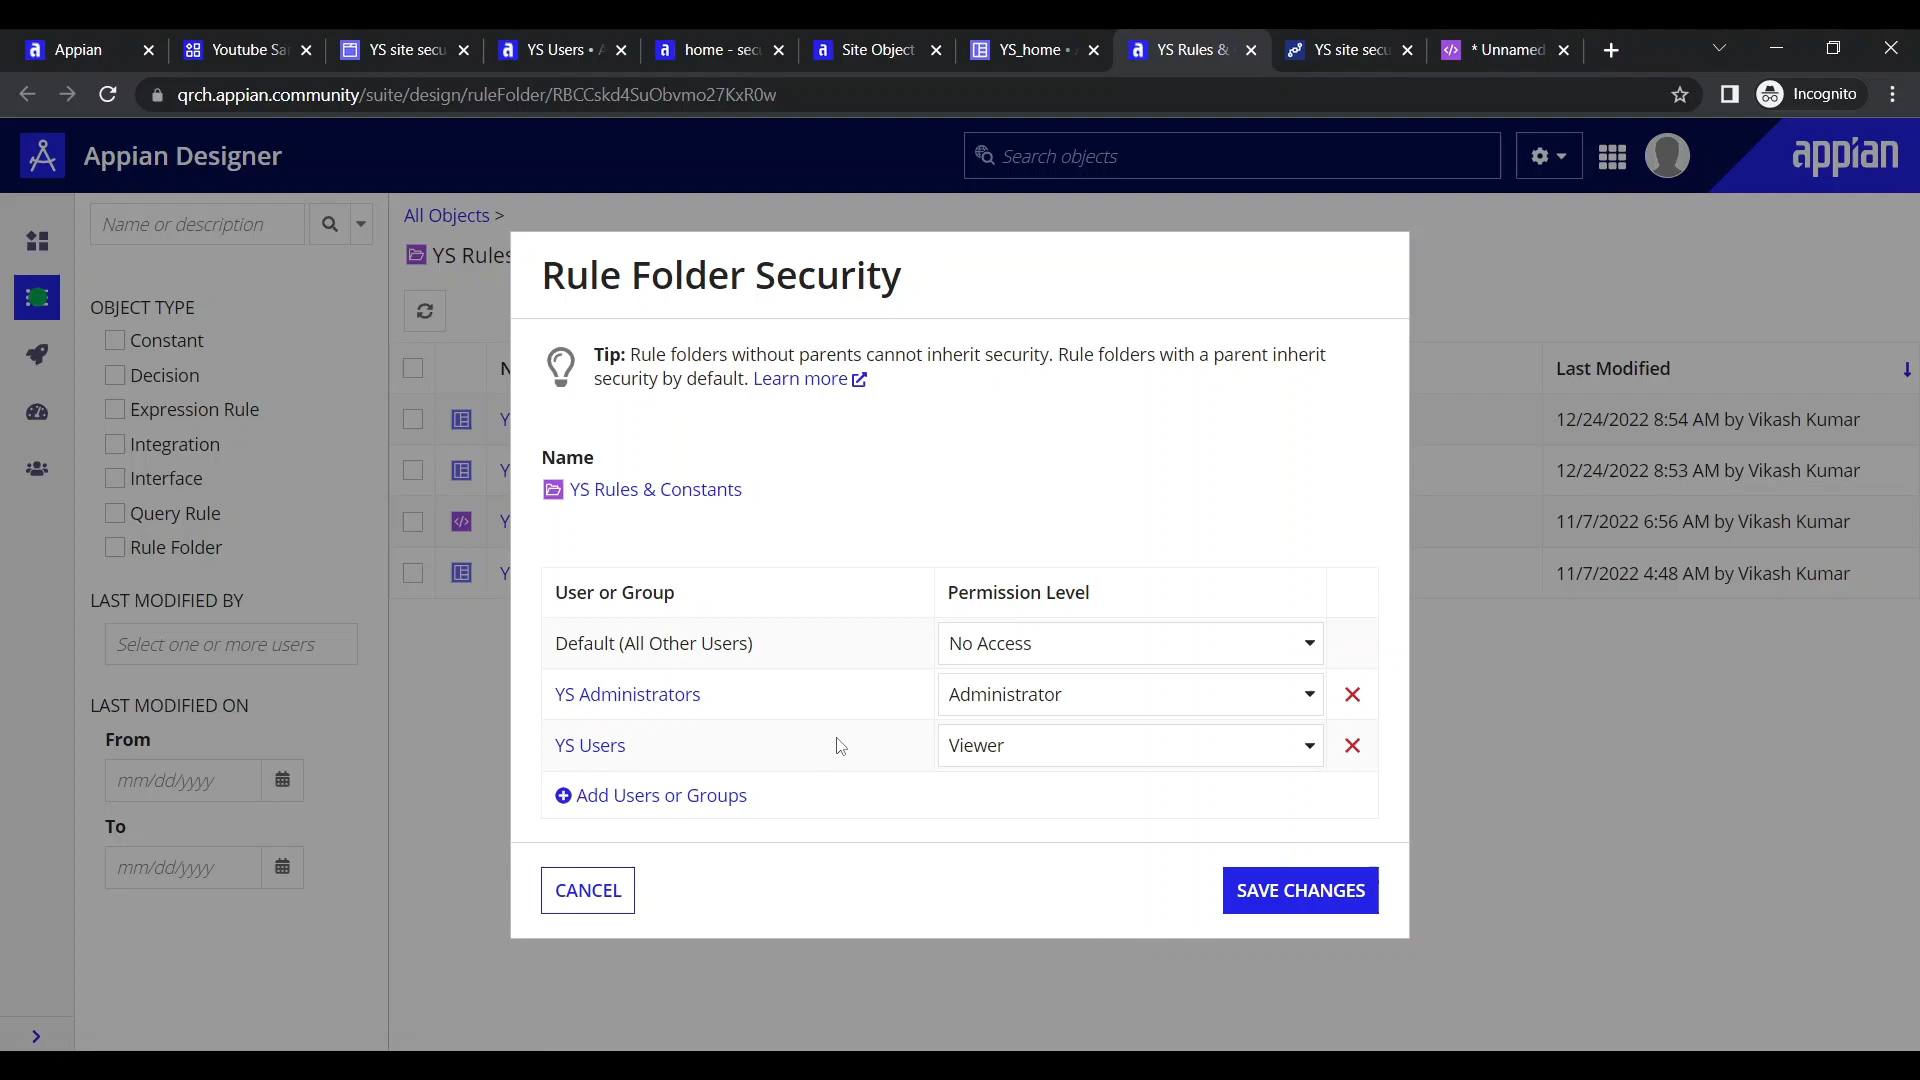 Appian
Youtube Sa
YS site secu
YS Users • A
home - secu
Site Object
YS_home •
YS Rules &
YS site secu
* Unnamed
qrch.appian.community/suite/design/ruleFolder/RBCCskd4SuObvmo27KxR0w
Incognito
Appian Designer
Search objects
appian
Name or description
All Objects >
YS Rules
OBJECT TYPE
Constant
Decision
Expression Rule
Integration
Interface
Query Rule
Rule Folder
LAST MODIFIED BY
Select one or more users
LAST MODIFIED ON
From
mm/dd/yyyy
To
mm/dd/yyyy
N
Last Modified
Y
12/24/2022 8:54 AM by Vikash Kumar
Y
12/24/2022 8:53 AM by Vikash Kumar
Y
11/7/2022 6:56 AM by Vikash Kumar
Y
11/7/2022 4:48 AM by Vikash Kumar
Rule Folder Security
Tip: Rule folders without parents cannot inherit security. Rule folders with a parent inherit
security by default. Learn more
Name
YS Rules & Constants
User or Group
Permission Level
Default (All Other Users)
No Access
YS Administrators
Administrator
YS Users
Viewer
Add Users or Groups
CANCEL
SAVE CHANGES